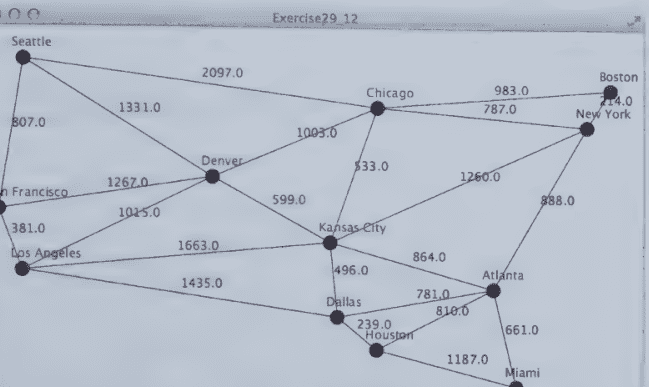 Exercise29_12
Seattle
2097.0
Boston
983.0
Chicago
214.0
787.0
New York
807.0
1331.0
1003.0
Denver
533.0
n Francisco
1267.0
1260.0
599.0
888.0
1015.0
381.0
Kansas City
Los Angeles
1663.0
864.0
496.0
Atlanta
1435.0
781.0
Dallas
810.0
239.0
Houston
661.0
1187.0
Miami